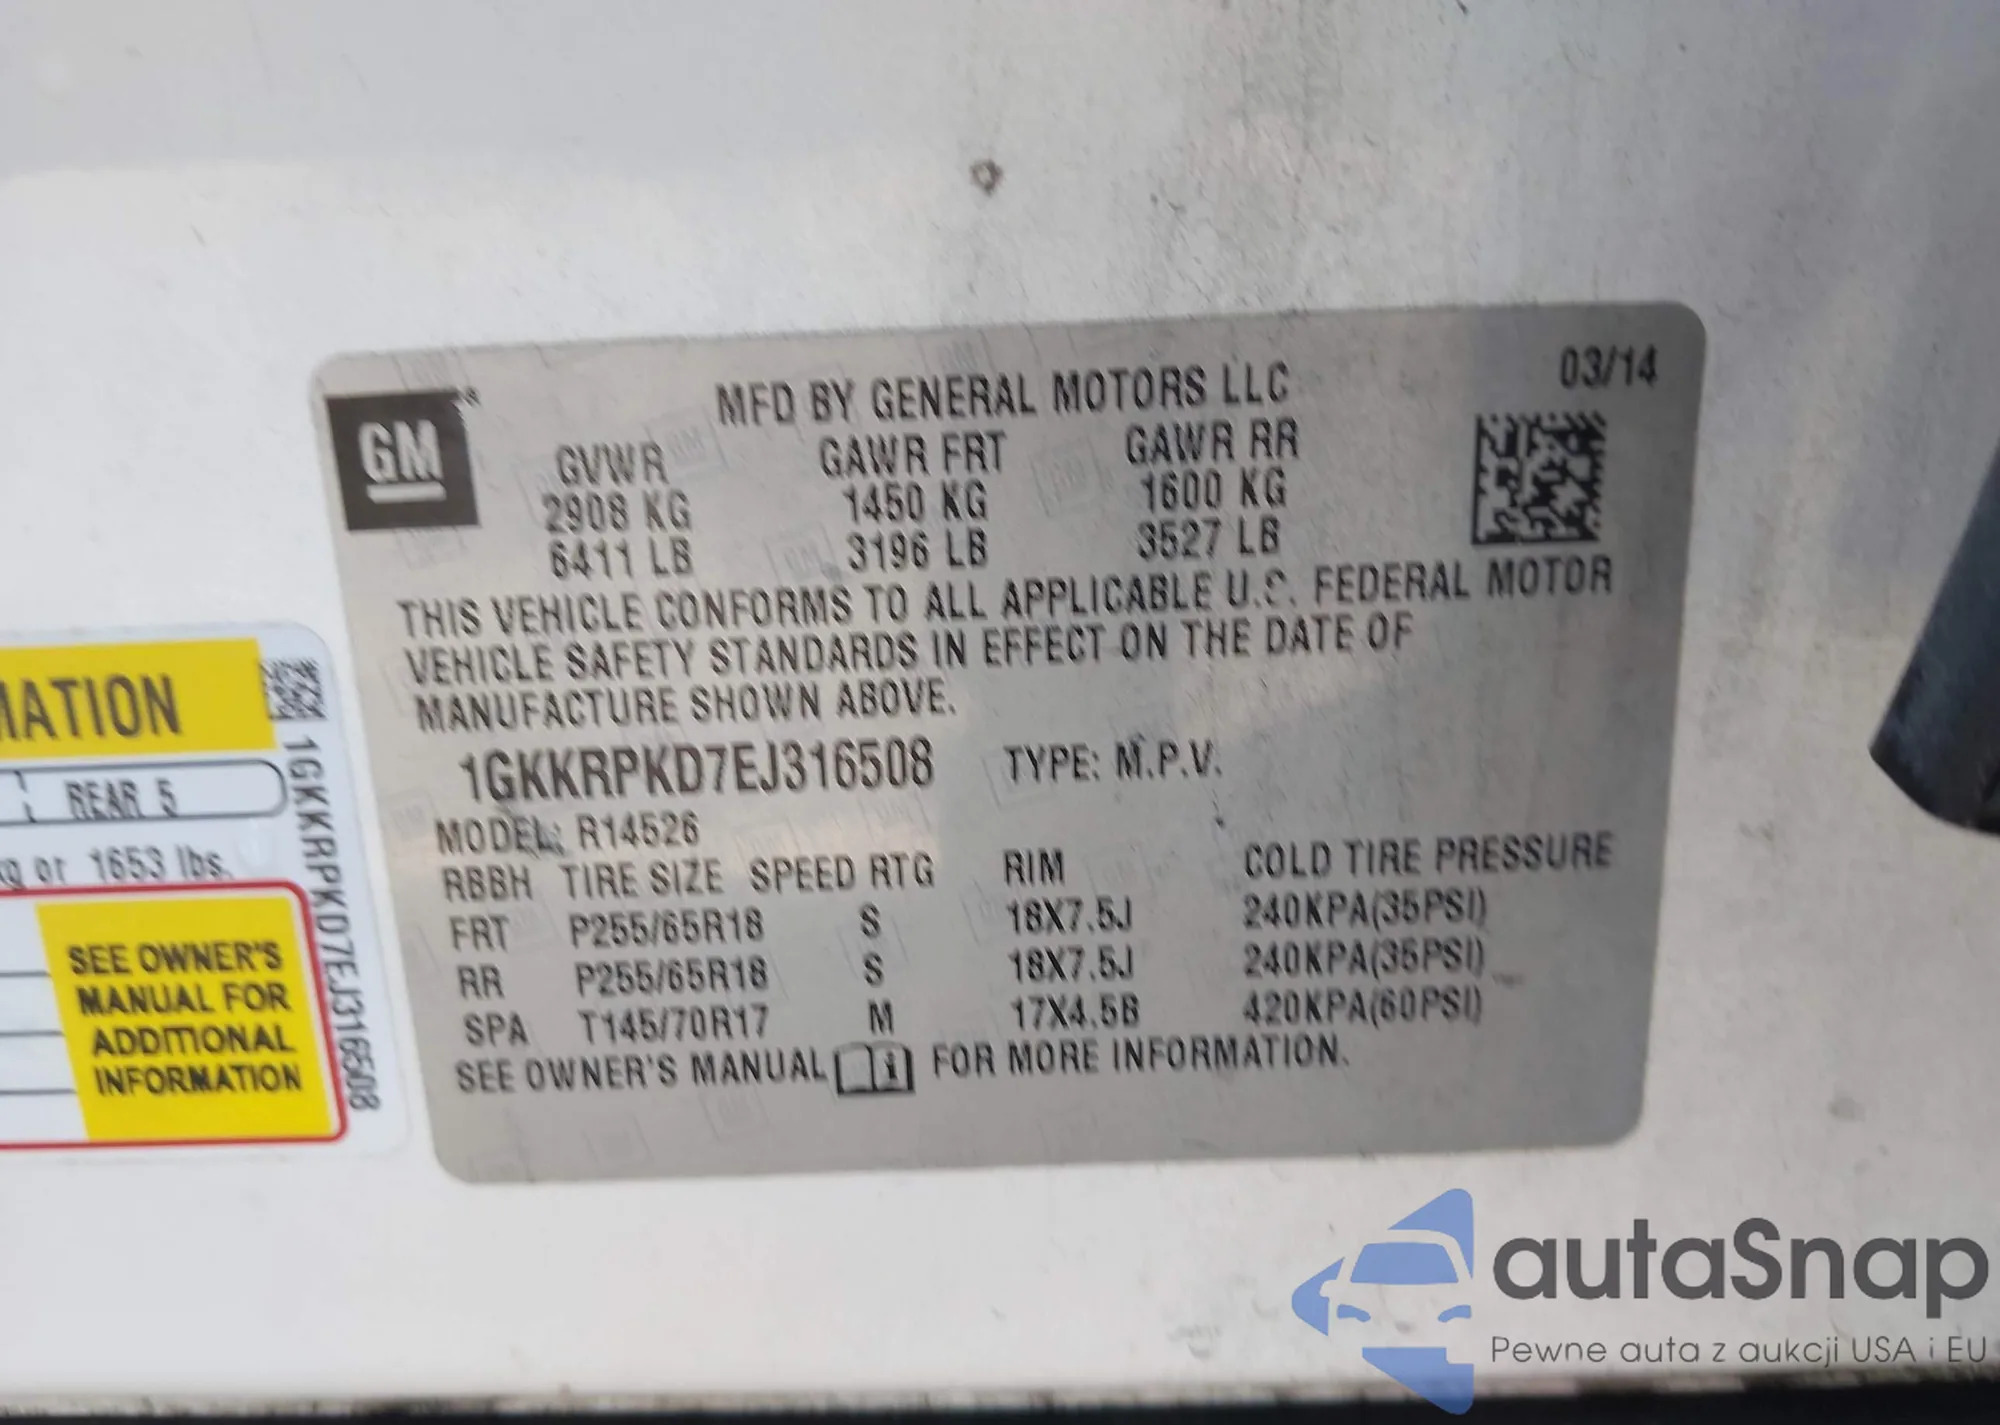 03/14
MFD BY GENERAL MOTORS LLC
GM
GVWR GAWR FRT GAWR RR
2908 KG 1450 KG 1600 KG
6411 LB 3196 LB 3527 LB
THIS VEHICLE CONFORMS TO ALL APPLICABLE U.S. FEDERAL MOTOR
VEHICLE SAFETY STANDARDS IN EFFECT ON THE DATE OF
MANUFACTURE SHOWN ABOVE.
1GKKRPKD7EJ316508 TYPE: M.P.V.
MODEL: R14526
RBBH TIRE SIZE SPEED RTG RIM COLD TIRE PRESSURE
FRT P255/65R18 S 18X7.5J 240KPA(35PSI)
RR P255/65R18 S 18X7.5J 240KPA(35PSI)
SPA T145/70R17 M 17X4.5B 420KPA(60PSI)
SEE OWNER'S MANUAL FOR MORE INFORMATION.
MATION
REAR 5
kg or 1653 lbs.
SEE OWNER'S
MANUAL FOR
ADDITIONAL
INFORMATION
1GKKRPKD7EJ316508
autaSnap
Pewne auta z aukcji USA i EU